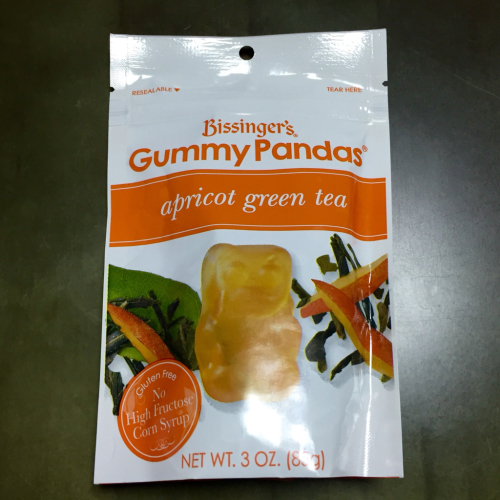 RESEALABLE
TEAR HERE
Bissinger's®
Gummy Pandas®
apricot green tea
Gluten Free
No
High Fructose
Corn Syrup
NET WT. 3 OZ. (85g)